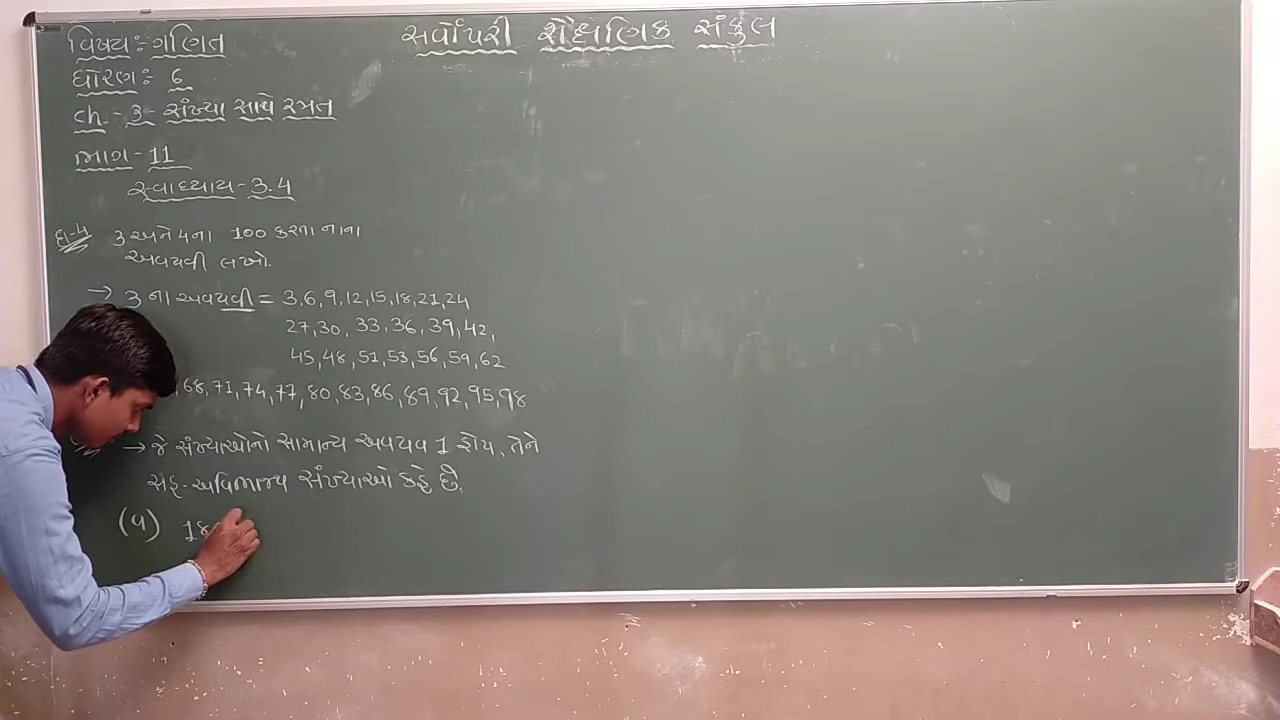 સર્વોપરી શૈક્ષણિક સંકુલ
વિષય: ગણિત
ધોરણ: 6
ch - 3 - સંખ્યા સાથે રમત
ભાગ - 11
સ્વાધ્યાય - 3.4
દા-4 3 અને 4ના 100 કરતા નાના
અવયવી લખો.
→ 3 ના અવયવી = 3,6,9,12,15,18,21,24
27,30,33,36,39,42,
45,48,51,53,56,59,62
,68,71,74,77,80,83,86,89,92,95,98
→ જે સંખ્યાઓનો સામાન્ય અવયવ 1 હોય, તેને
સહ-અવિભાજ્ય સંખ્યાઓ કહે છે.
(૧) 18